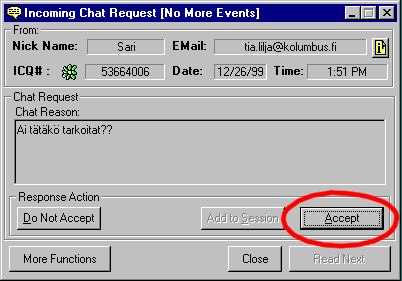 Incoming Chat Request [No More Events]
From:
Nick Name: Sari EMail: tia.lilja@kolumbus.fi
ICQ# : 53664006 Date: 12/26/99 Time: 1:51 PM
Chat Request
Chat Reason:
Ai tätäkö tarkoitat??
Response Action
Do Not Accept Add to Session Accept
More Functions Close Read Next